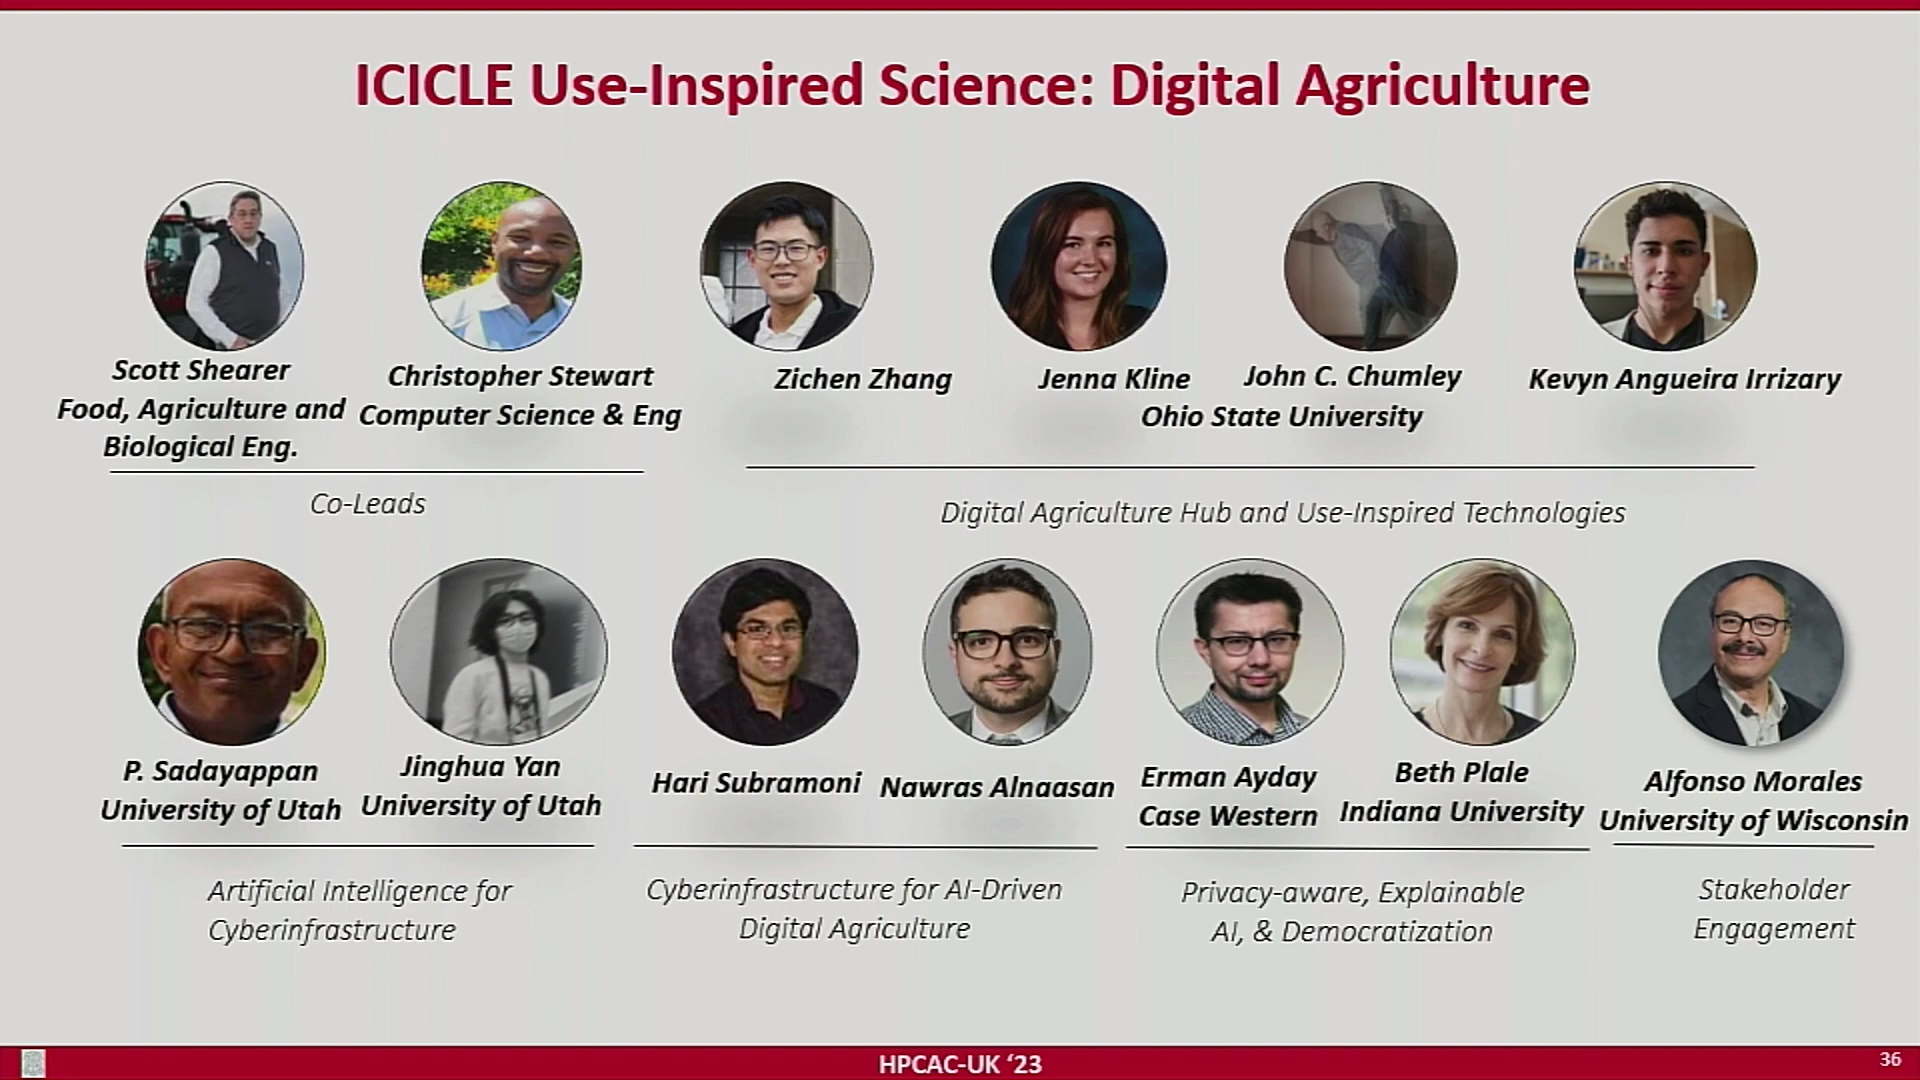 ICICLE Use-Inspired Science: Digital Agriculture
Scott Shearer
Food, Agriculture and
Biological Eng.
Christopher Stewart
Computer Science & Eng
Zichen Zhang
Jenna Kline
John C. Chumley
Kevyn Angueira Irrizary
Ohio State University
Co-Leads
Digital Agriculture Hub and Use-Inspired Technologies
P. Sadayappan
University of Utah
Jinghua Yan
University of Utah
Hari Subramoni
Nawras Alnaasan
Erman Ayday
Case Western
Beth Plale
Indiana University
Alfonso Morales
University of Wisconsin
Artificial Intelligence for
Cyberinfrastructure
Cyberinfrastructure for AI-Driven
Digital Agriculture
Privacy-aware, Explainable
AI, & Democratization
Stakeholder
Engagement
HPCAC-UK ‘23
36